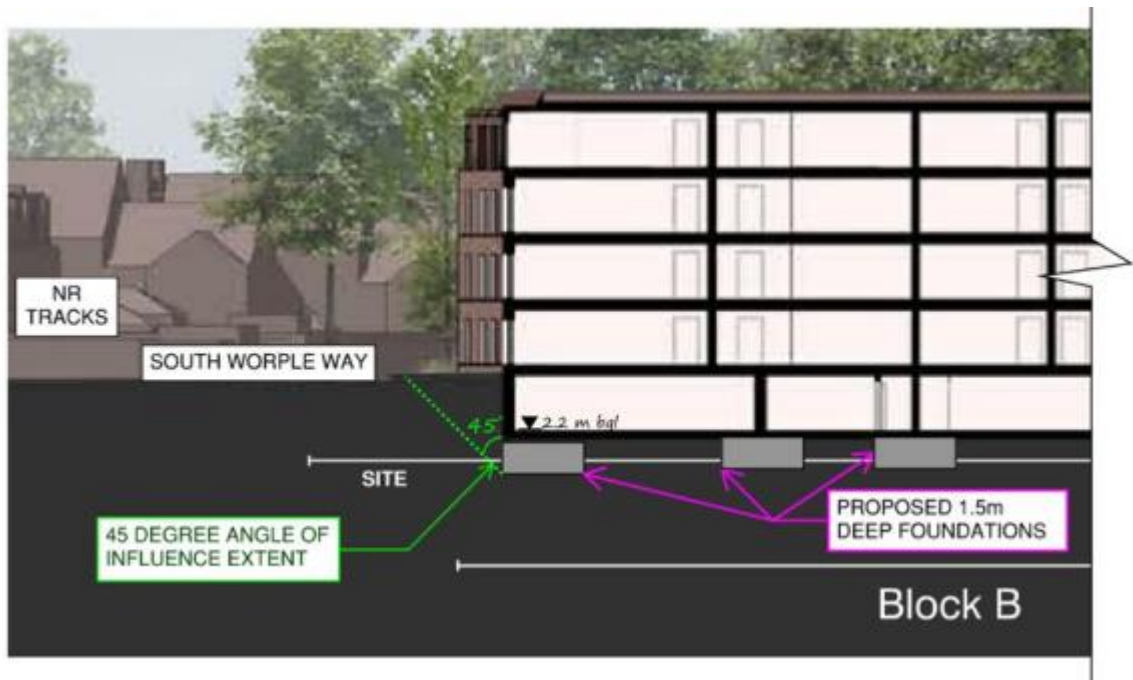 NR
TRACKS
SOUTH WORPLE WAY
45°
2.2 m bgl
SITE
45 DEGREE ANGLE OF
INFLUENCE EXTENT
PROPOSED 1.5m
DEEP FOUNDATIONS
Block B